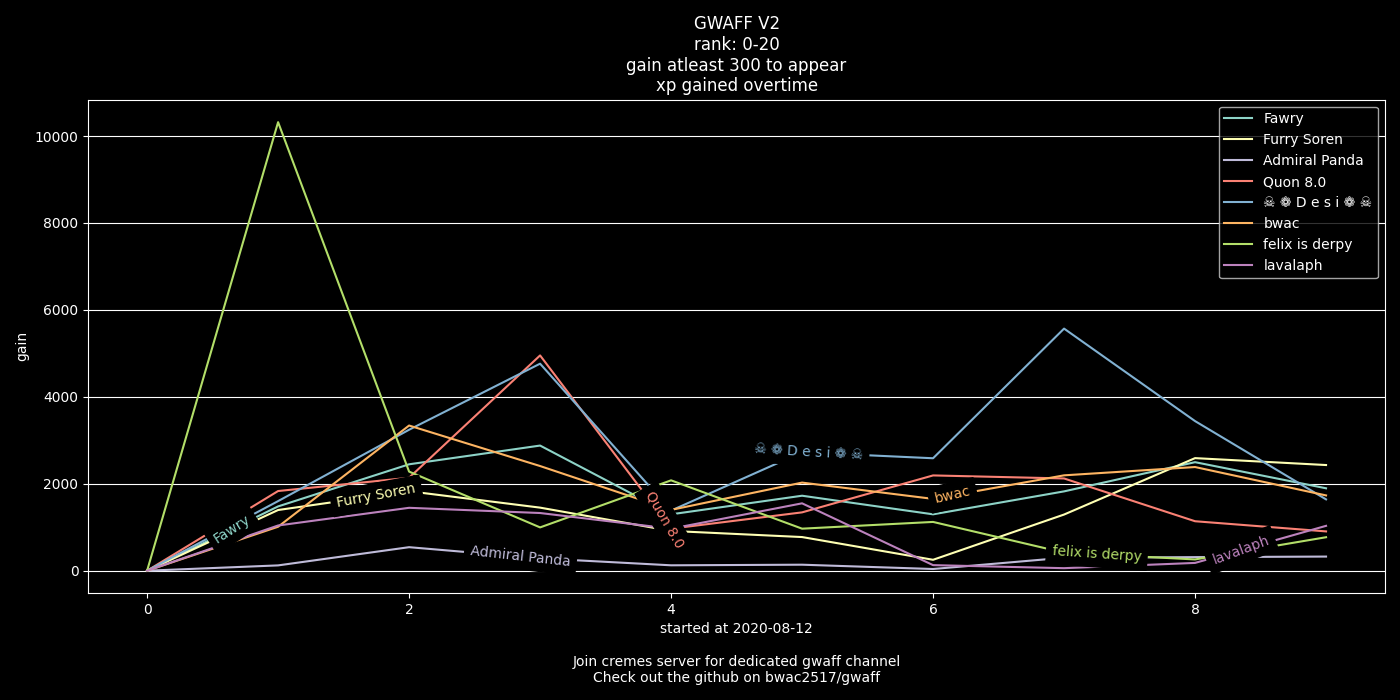 GWAFF V2
rank: 0-20
gain atleast 300 to appear
xp gained overtime
Fawry
Furry Soren
Admiral Panda
Quon 8.0
☠ ❁ D e s i ❁ ☠
bwac
felix is derpy
lavalaph
10000
8000
6000
4000
2000
0
gain
☠ ❁ D e s i ❁ ☠
Furry Soren
bwac
Quon 8.0
Fawry
Admiral Panda
felix is derpy
lavalaph
0 2 4 6 8
started at 2020-08-12
Join cremes server for dedicated gwaff channel
Check out the github on bwac2517/gwaff